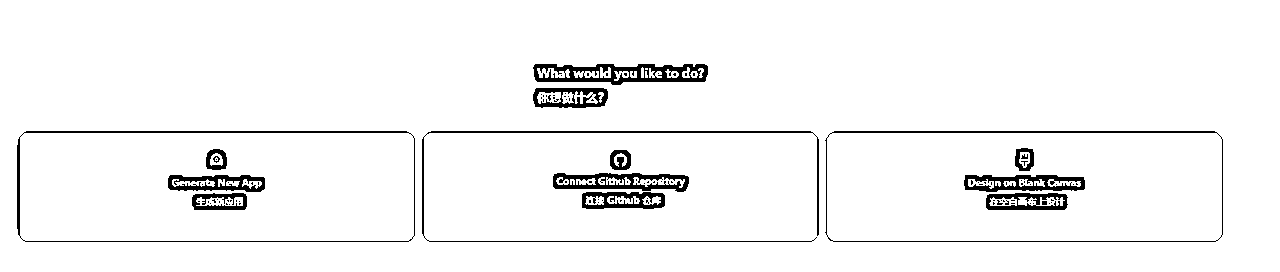 What would you like to do?
你想做什么?
Generate New App
生成新应用
Connect Github Repository
连接 Github 仓库
Design on Blank Canvas
在空白画布上设计